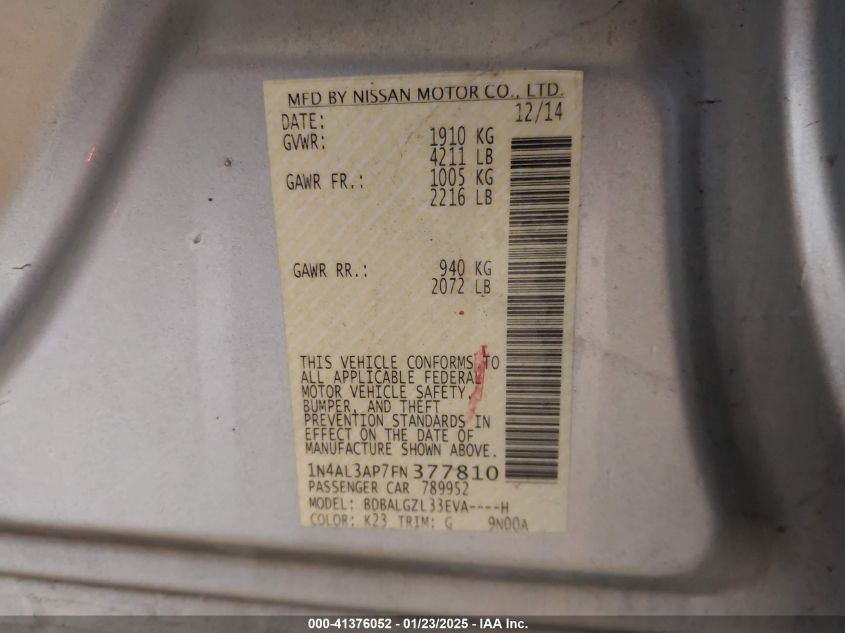 MFD BY NISSAN MOTOR CO., LTD.
DATE: 12/14
GVWR: 1910 KG
4211 LB
GAWR FR.: 1005 KG
2216 LB
GAWR RR.: 940 KG
2072 LB
THIS VEHICLE CONFORMS TO
ALL APPLICABLE FEDERAL
MOTOR VEHICLE SAFETY,
BUMPER, AND THEFT
PREVENTION STANDARDS IN
EFFECT ON THE DATE OF
MANUFACTURE SHOWN ABOVE.
1N4AL3AP7FN377810
PASSENGER CAR 789952
MODEL: BDBALGZL33EVA----H
COLOR: K23 TRIM: G 9N00A
000-41376052 - 01/23/2025 - IAA Inc.